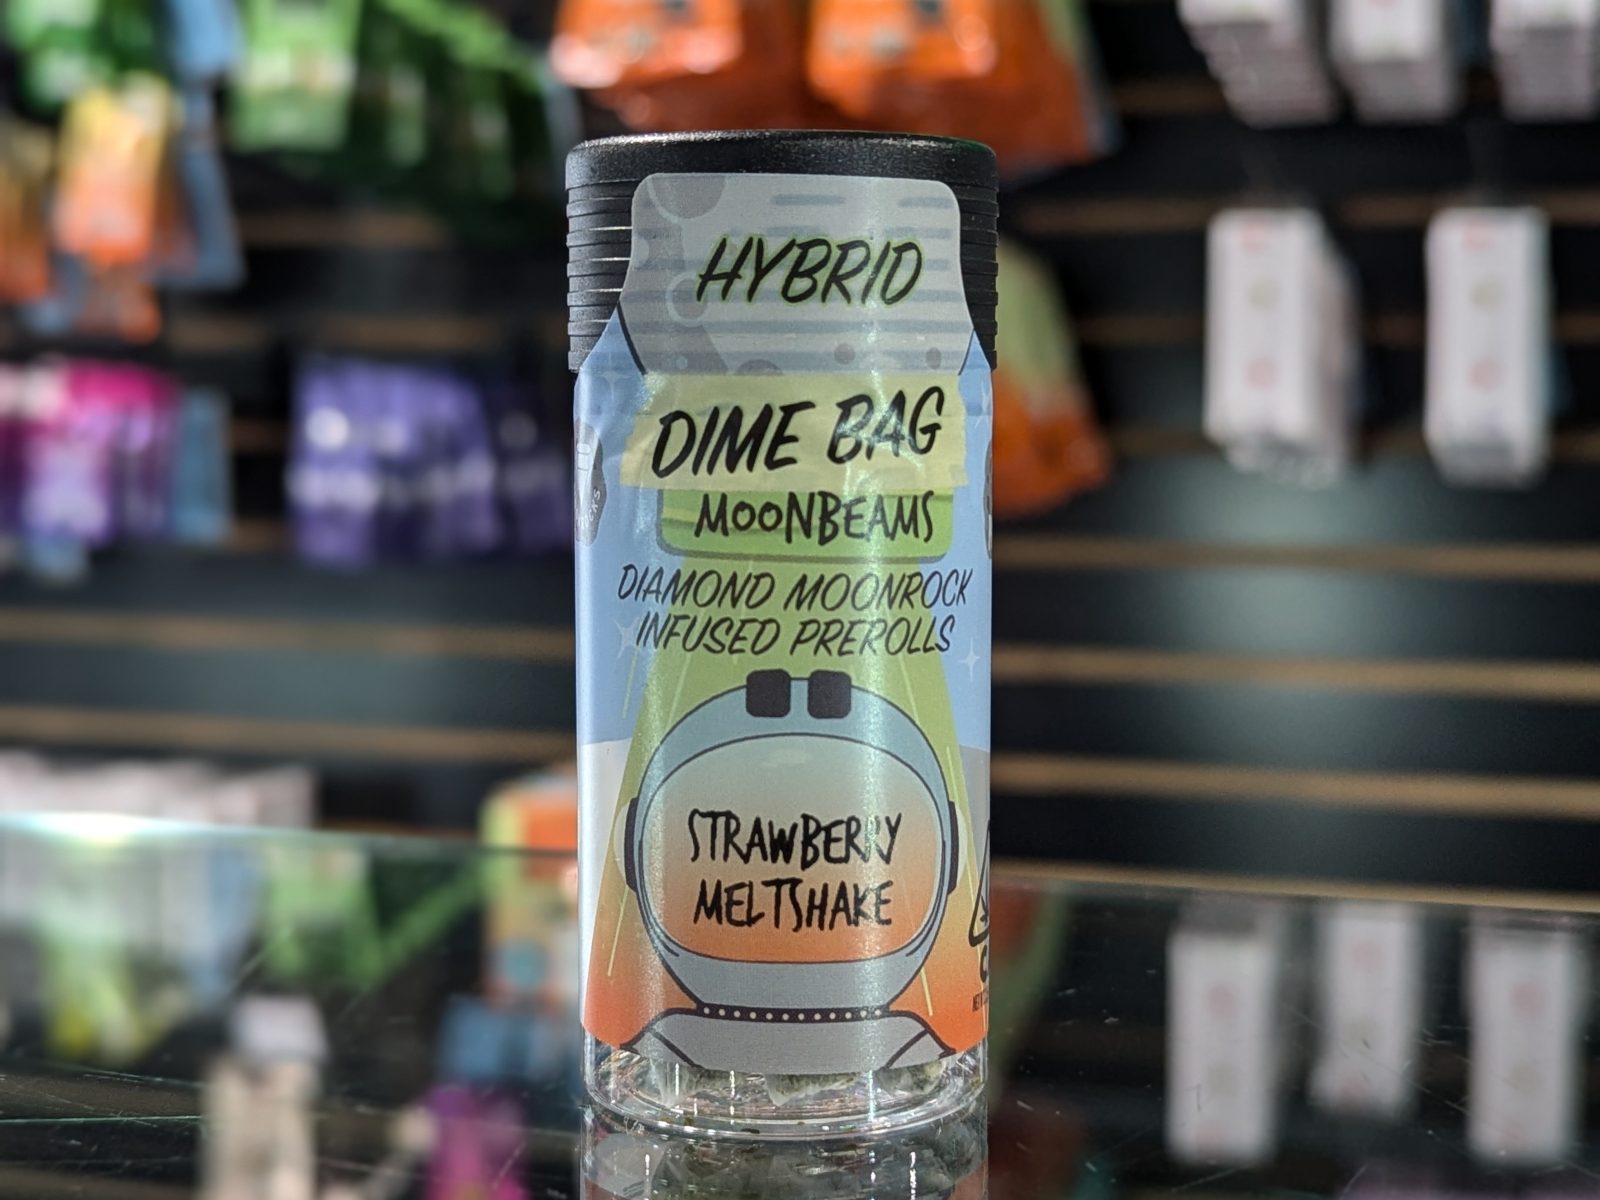 HYBRID
DIME BAG
MOONBEAMS
DIAMOND MOONROCK
INFUSED PREROLLS
STRAWBERRY
MELTSHAKE